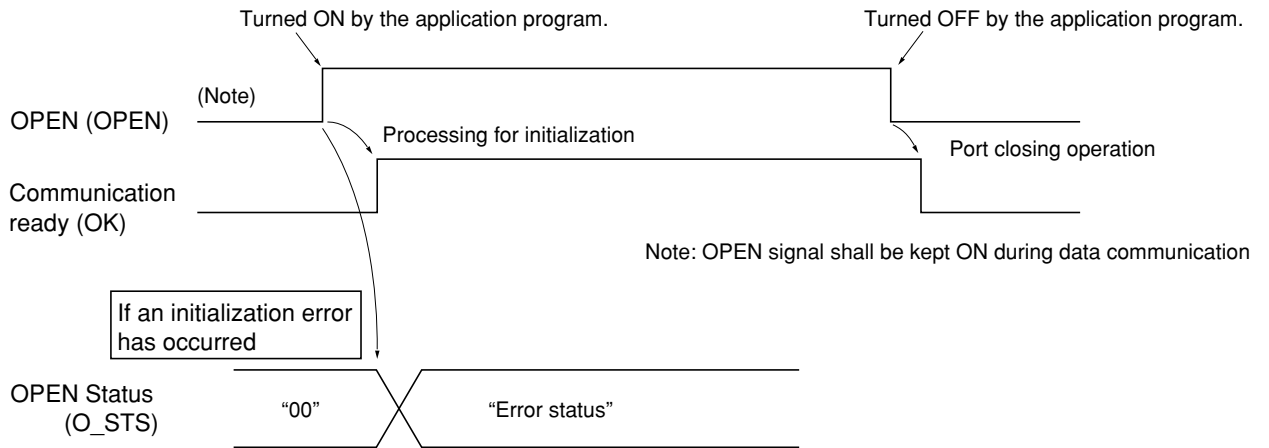 Turned ON by the application program.
Turned OFF by the application program.
(Note)
OPEN (OPEN)
Processing for initialization
Port closing operation
Communication
ready (OK)
Note: OPEN signal shall be kept ON during data communication
If an initialization error
has occurred
OPEN Status
(O_STS)
“00”
“Error status”